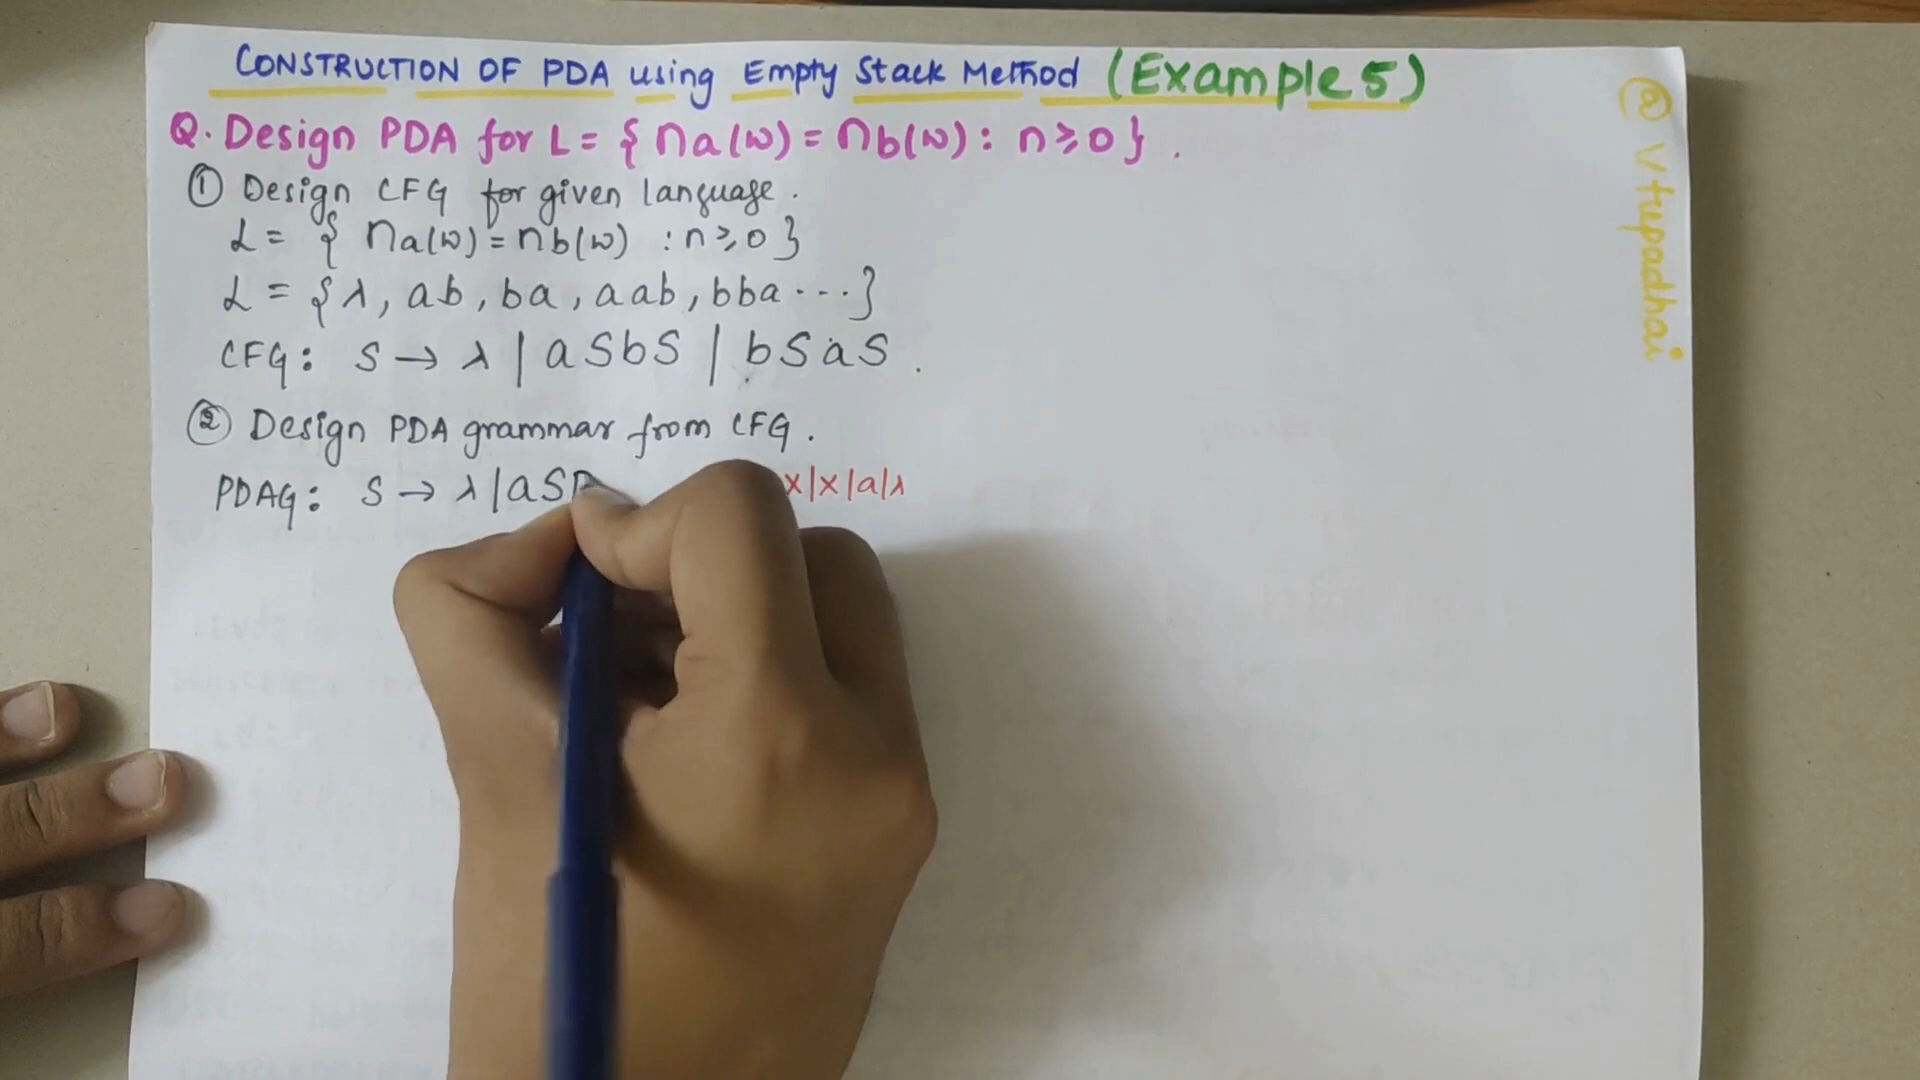 CONSTRUCTION OF PDA using Empty Stack Method (Example 5)
Q. Design PDA for L = { na(w) = nb(w) : n ≥ 0 } .
① Design CFG for given language .
L = { na(w) = nb(w) : n ≥ 0 }
L = { λ, ab, ba, aab, bba ... }
CFG : S → λ | aSbS | bSaS .
② Design PDA grammar from CFG .
PDAG : S → λ | aS
x|x|a|λ
@ Vtupadhai